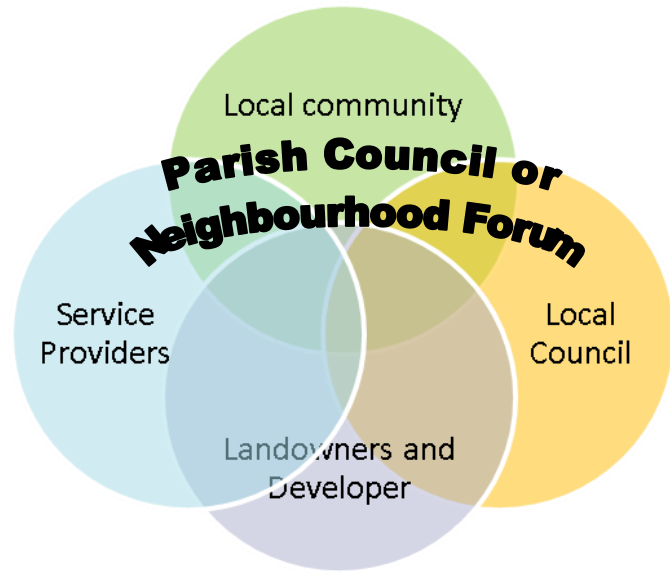 Local community
Parish Council or
Neighbourhood Forum
Service
Providers
Local
Council
Landowners and
Developer